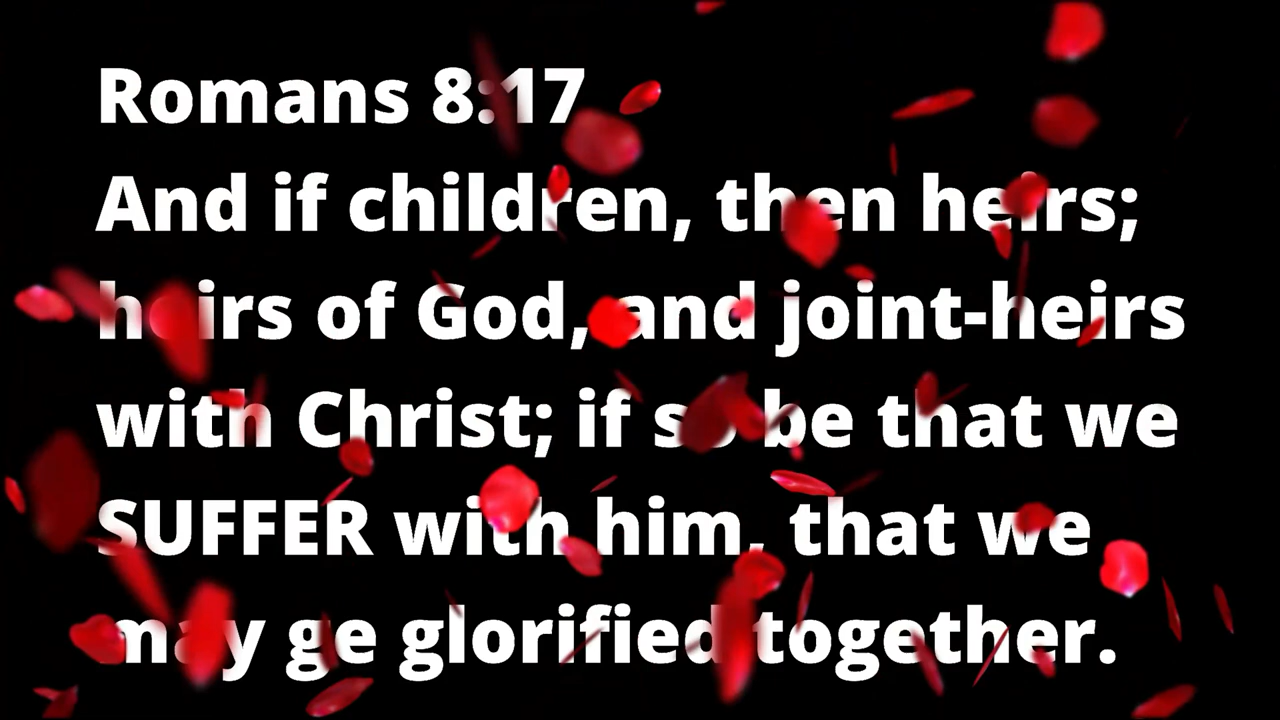 Romans 8:17
And if children, then heirs;
heirs of God, and joint-heirs
with Christ; if so be that we
SUFFER with him, that we
may ge glorified together.